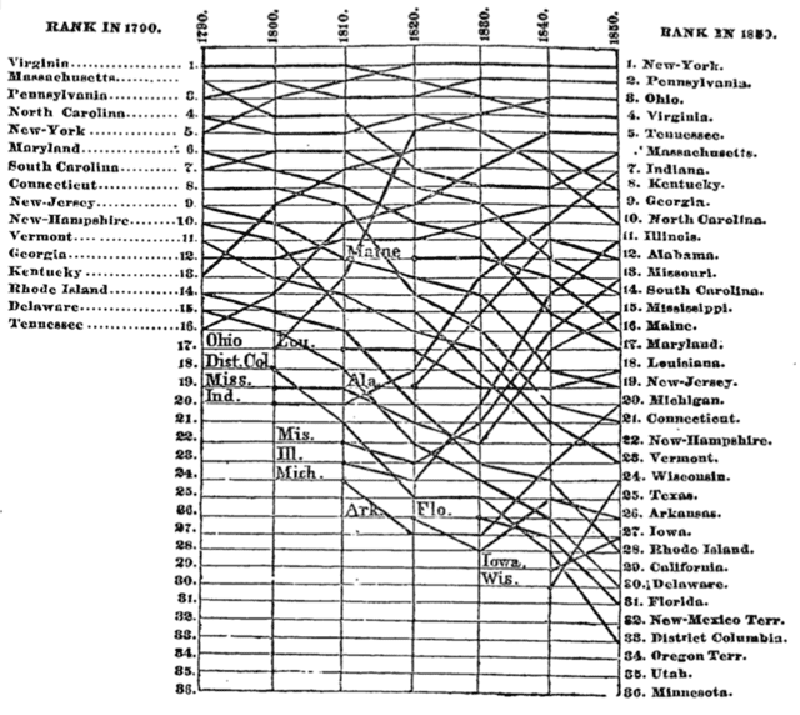 RANK IN 1790.
1790. 1800. 1810. 1820. 1830. 1840. 1850.
RANK IN 1850.
Virginia 1.
Massachusetts
Pennsylvania 3.
North Carolina 4.
New-York 5.
Maryland 6.
South Carolina 7.
Connecticut 8.
New-Jersey 9.
New-Hampshire 10.
Vermont 11.
Georgia 12.
Kentucky 13.
Rhode Island 14.
Delaware 15.
Tennessee 16.
17.
18.
19.
20.
21.
22.
23.
24.
25.
26.
27.
28.
29.
30.
31.
32.
33.
34.
35.
36.
Maine
Ohio Lou.
Dist. Col.
Miss. Ala.
Ind.
Mis.
Ill.
Mich.
Ark. Flo.
Iowa.
Wis.
1. New-York.
2. Pennsylvania.
3. Ohio.
4. Virginia.
5. Tennessee.
Massachusetts.
7. Indiana.
8. Kentucky.
9. Georgia.
10. North Carolina.
11. Illinois.
12. Alabama.
13. Missouri.
14. South Carolina.
15. Mississippi.
16. Maine.
17. Maryland.
18. Louisiana.
19. New-Jersey.
20. Michigan.
21. Connecticut.
22. New-Hampshire.
23. Vermont.
24. Wisconsin.
25. Texas.
26. Arkansas.
27. Iowa.
28. Rhode Island.
29. California.
30. Delaware.
31. Florida.
32. New-Mexico Terr.
33. District Columbia.
34. Oregon Terr.
35. Utah.
36. Minnesota.